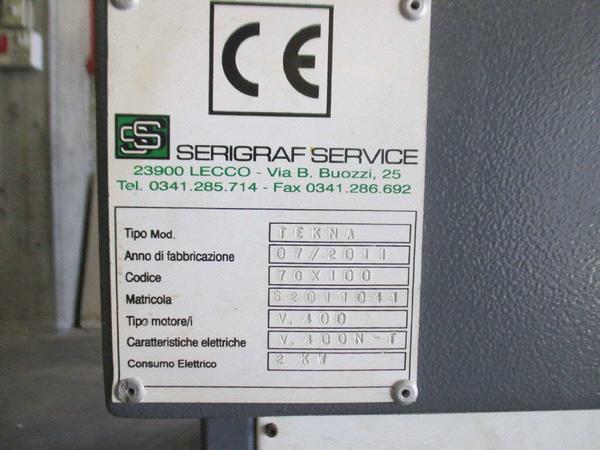 CE
SS SERIGRAF SERVICE
23900 LECCO - Via B. Buozzi, 25
Tel. 0341.285.714 - Fax 0341.286.692
Tipo Mod. TEKNA
Anno di fabbricazione 07/2011
Codice 70X100
Matricola S2011041
Tipo motore/i V.400
Caratteristiche elettriche V.400N-T
Consumo Elettrico 2 KW